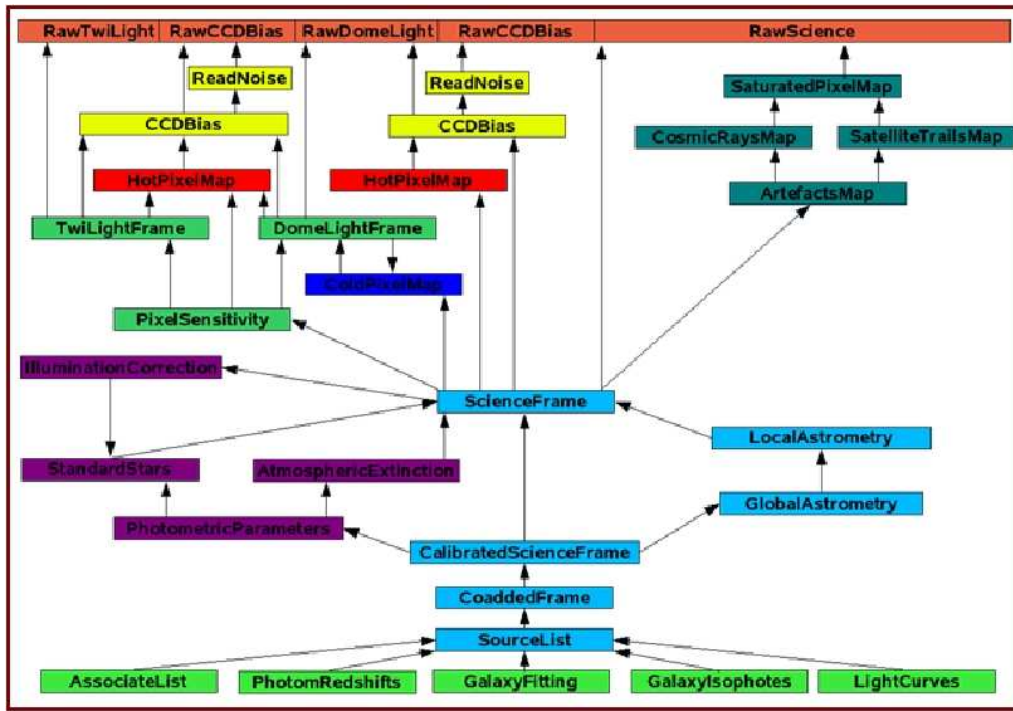 RawTwiLight RawCCDBias RawDomeLight RawCCDBias RawScience
ReadNoise
ReadNoise
SaturatedPixelMap
CCDBias
CCDBias
CosmicRaysMap
SatelliteTrailsMap
HotPixelMap
HotPixelMap
ArtefactsMap
TwiLightFrame
DomeLightFrame
ColdPixelMap
PixelSensitivity
IlluminationCorrection
ScienceFrame
LocalAstrometry
StandardStars
AtmosphericExtinction
GlobalAstrometry
PhotometricParameters
CalibratedScienceFrame
CoaddedFrame
SourceList
AssociateList
PhotomRedshifts
GalaxyFitting
GalaxyIsophotes
LightCurves